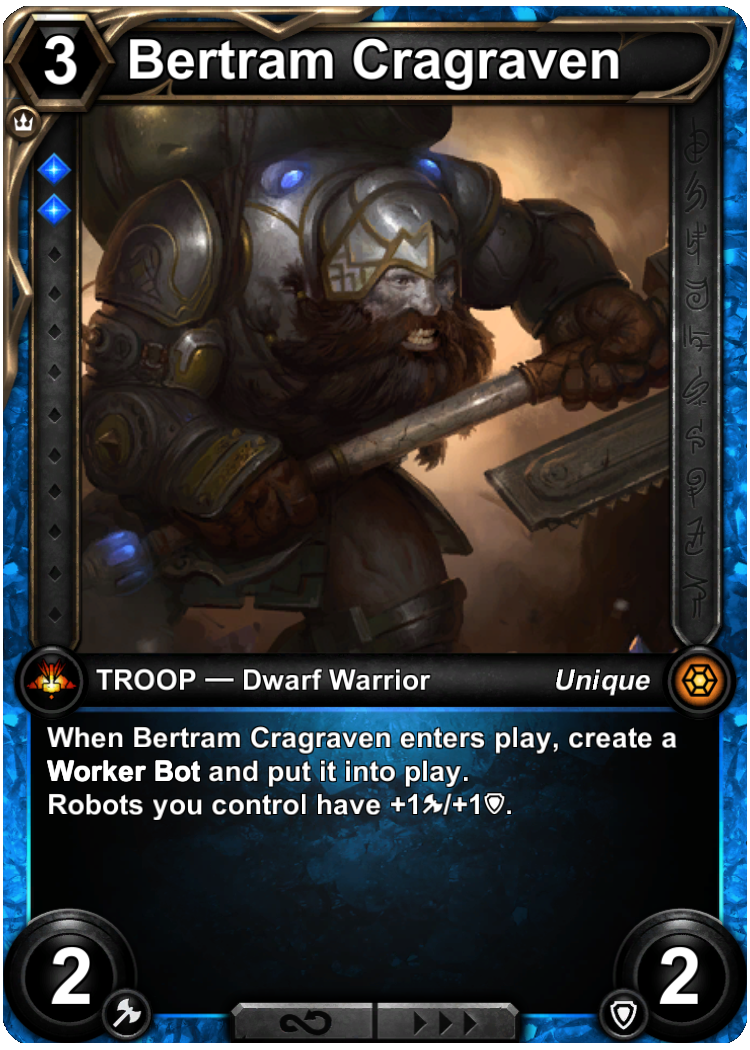 3
Bertram Cragraven
TROOP — Dwarf Warrior
Unique
When Bertram Cragraven enters play, create a
Worker Bot and put it into play.
Robots you control have +1/+1.
2
2